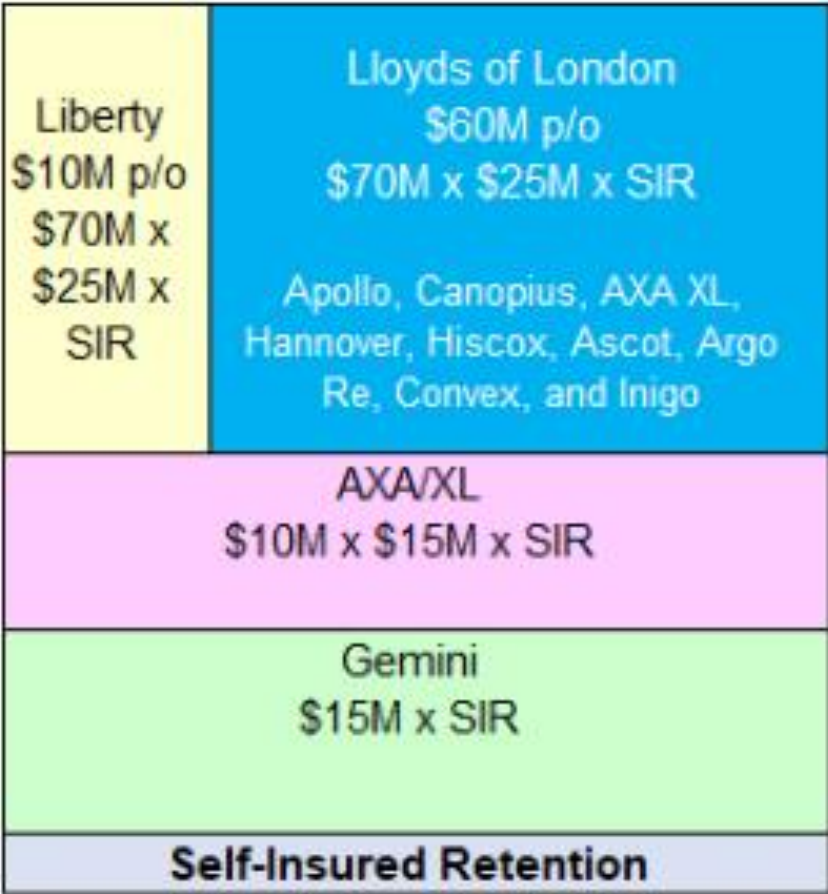 Liberty
$10M p/o
$70M x
$25M x
SIR
Lloyds of London
$60M p/o
$70M x $25M x SIR
Apollo, Canopius, AXA XL,
Hannover, Hiscox, Ascot, Argo
Re, Convex, and Inigo
AXA/XL
$10M x $15M x SIR
Gemini
$15M x SIR
Self-Insured Retention